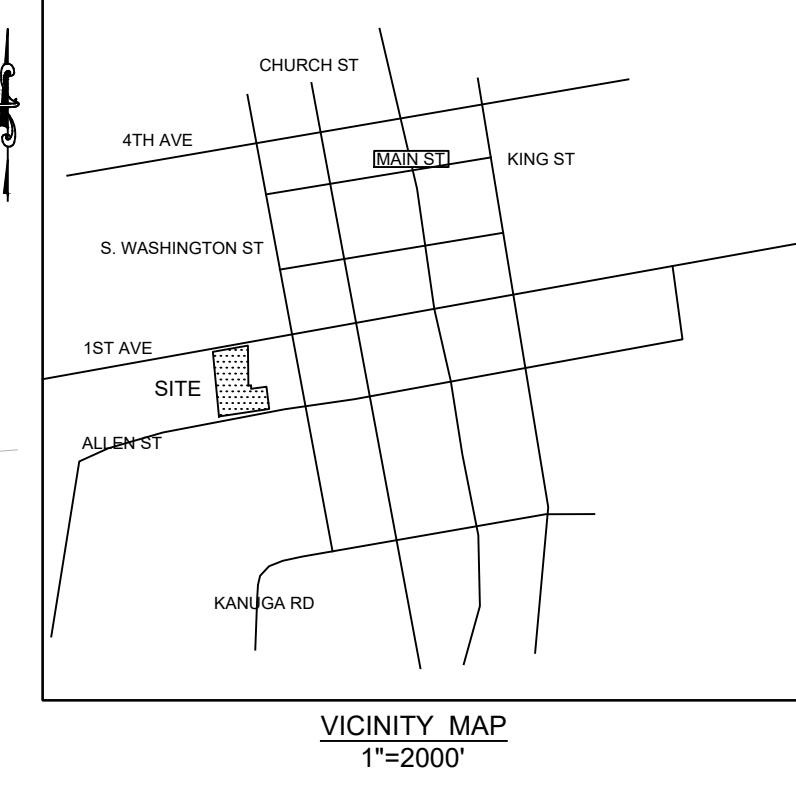 CHURCH ST
4TH AVE
MAIN ST
KING ST
S. WASHINGTON ST
1ST AVE
SITE
ALLEN ST
KANUGA RD
VICINITY MAP
1"=2000'